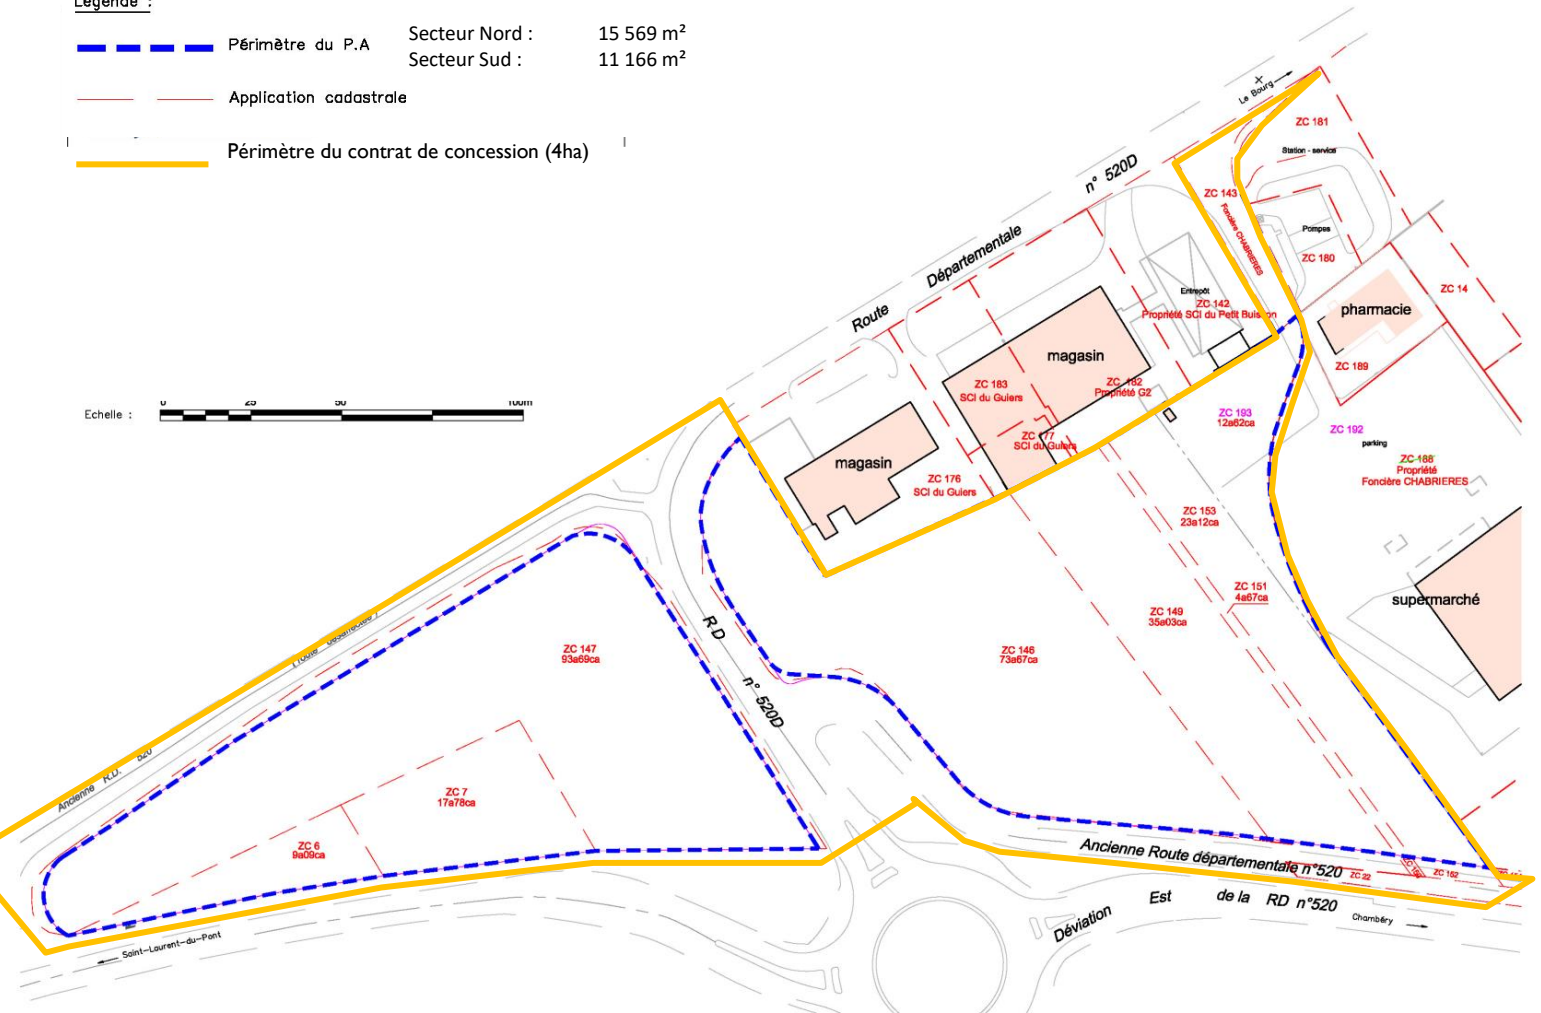 Légende :
Périmètre du P.A
Secteur Nord : 15 569 m²
Secteur Sud : 11 166 m²
Application cadastrale
Périmètre du contrat de concession (4ha)
Echelle :
0 25 50 100m
Le Bourg
ZC 181
Station - service
n° 520D
ZC 143
Foncière CHABRIERES
Pompes
ZC 180
Départementale
Route
ZC 14
Entrepôt
ZC 142
Propriété SCI du Petit Buisson
pharmacie
magasin
ZC 189
ZC 183
SCI du Guiers
ZC 182
Propriété G2
ZC 193
12a62ca
ZC 192
parking
ZC 177
SCI du Guiers
magasin
ZC 188
Propriété
Foncière CHABRIERES
ZC 176
SCI du Guiers
ZC 153
23a12ca
ZC 151
4a67ca
supermarché
ZC 149
35a03ca
RD
n° 520D
ZC 147
93a69ca
ZC 146
73a67ca
Ancienne R.D. 520
ZC 7
17a78ca
ZC 6
9a09ca
Ancienne Route départementale n°520
ZC 22
ZC 152
Déviation Est de la RD n°520
Chambéry
Saint-Laurent-du-Pont